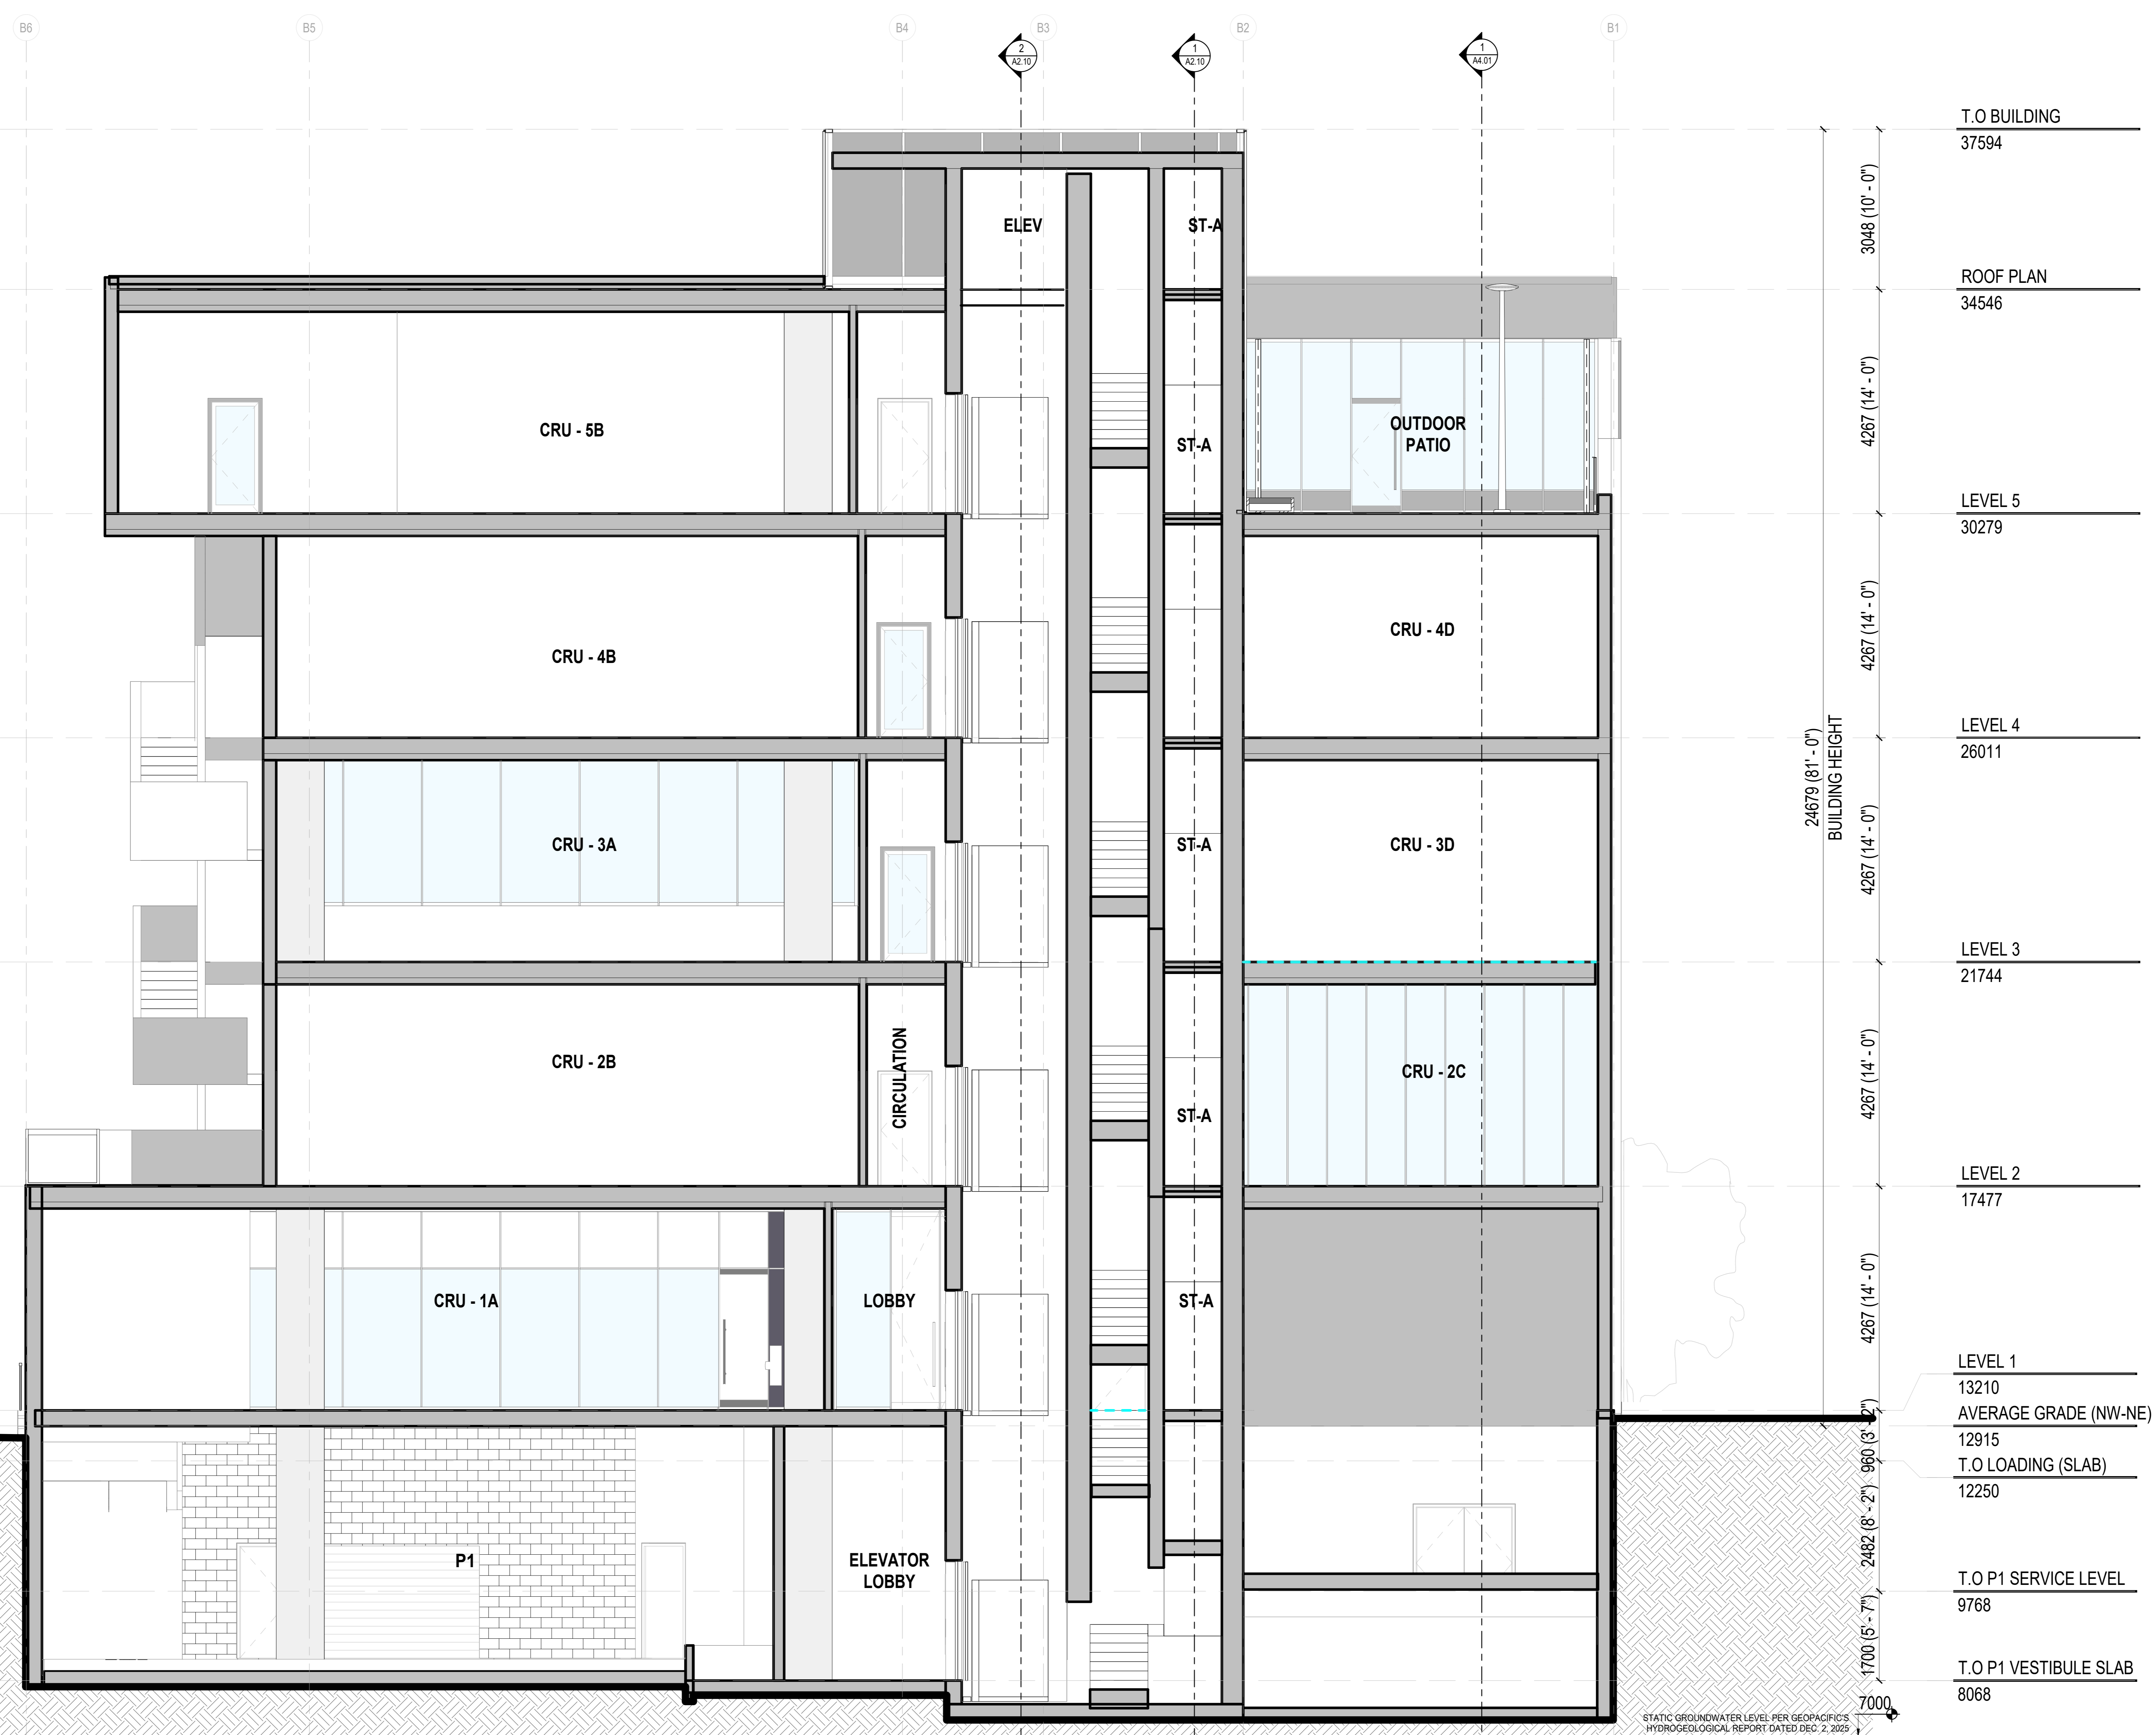 B6
B5
B4
B3
B2
B1
2
A2.10
1
A2.10
1
A4.01
T.O BUILDING
37594
3048 (10' - 0")
ELEV
ST-A
ROOF PLAN
34546
4267 (14' - 0")
CRU - 5B
ST-A
OUTDOOR
PATIO
LEVEL 5
30279
4267 (14' - 0")
CRU - 4B
CRU - 4D
LEVEL 4
26011
24679 (81' - 0")
BUILDING HEIGHT
4267 (14' - 0")
CRU - 3A
ST-A
CRU - 3D
LEVEL 3
21744
4267 (14' - 0")
CRU - 2B
CIRCULATION
ST-A
CRU - 2C
LEVEL 2
17477
4267 (14' - 0")
CRU - 1A
LOBBY
ST-A
LEVEL 1
13210
AVERAGE GRADE (NW-NE)
12915
960 (3' - 2")
T.O LOADING (SLAB)
12250
2482 (8' - 2")
P1
ELEVATOR
LOBBY
T.O P1 SERVICE LEVEL
9768
1700 (5' - 7")
T.O P1 VESTIBULE SLAB
8068
7000
STATIC GROUNDWATER LEVEL PER GEOPACIFIC'S
HYDROGEOLOGICAL REPORT DATED DEC. 2, 2025